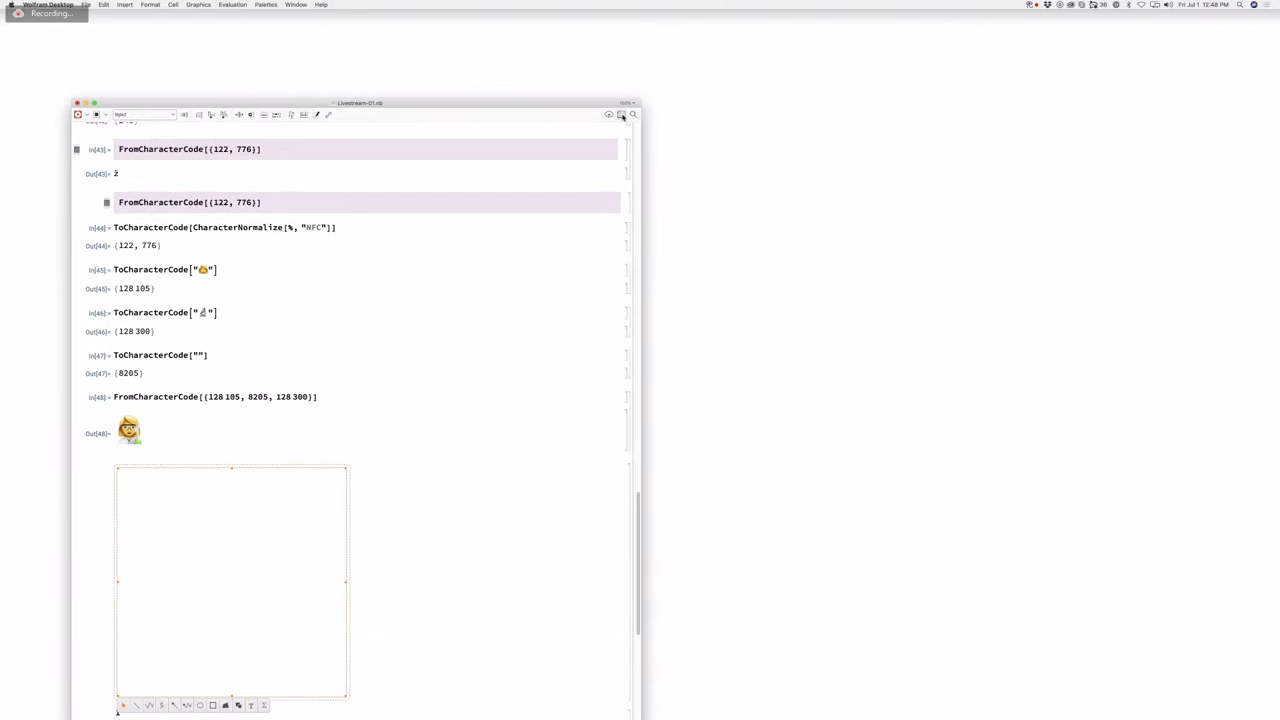 Wolfram Desktop File Edit Insert Format Cell Graphics Evaluation Palettes Window Help
36 Fri Jul 1 12:48 PM
Recording...
Livestream-01.nb
100%
Input
In[43]:= FromCharacterCode[{122, 776}]
Out[43]= z̈
FromCharacterCode[{122, 776}]
In[44]:= ToCharacterCode[CharacterNormalize[%, "NFC"]]
Out[44]= {122, 776}
In[45]:= ToCharacterCode["👩"]
Out[45]= {128 105}
In[46]:= ToCharacterCode["🔬"]
Out[46]= {128 300}
In[47]:= ToCharacterCode[""]
Out[47]= {8205}
In[48]:= FromCharacterCode[{128 105, 8205, 128 300}]
Out[48]= 👩‍🔬
T Σ